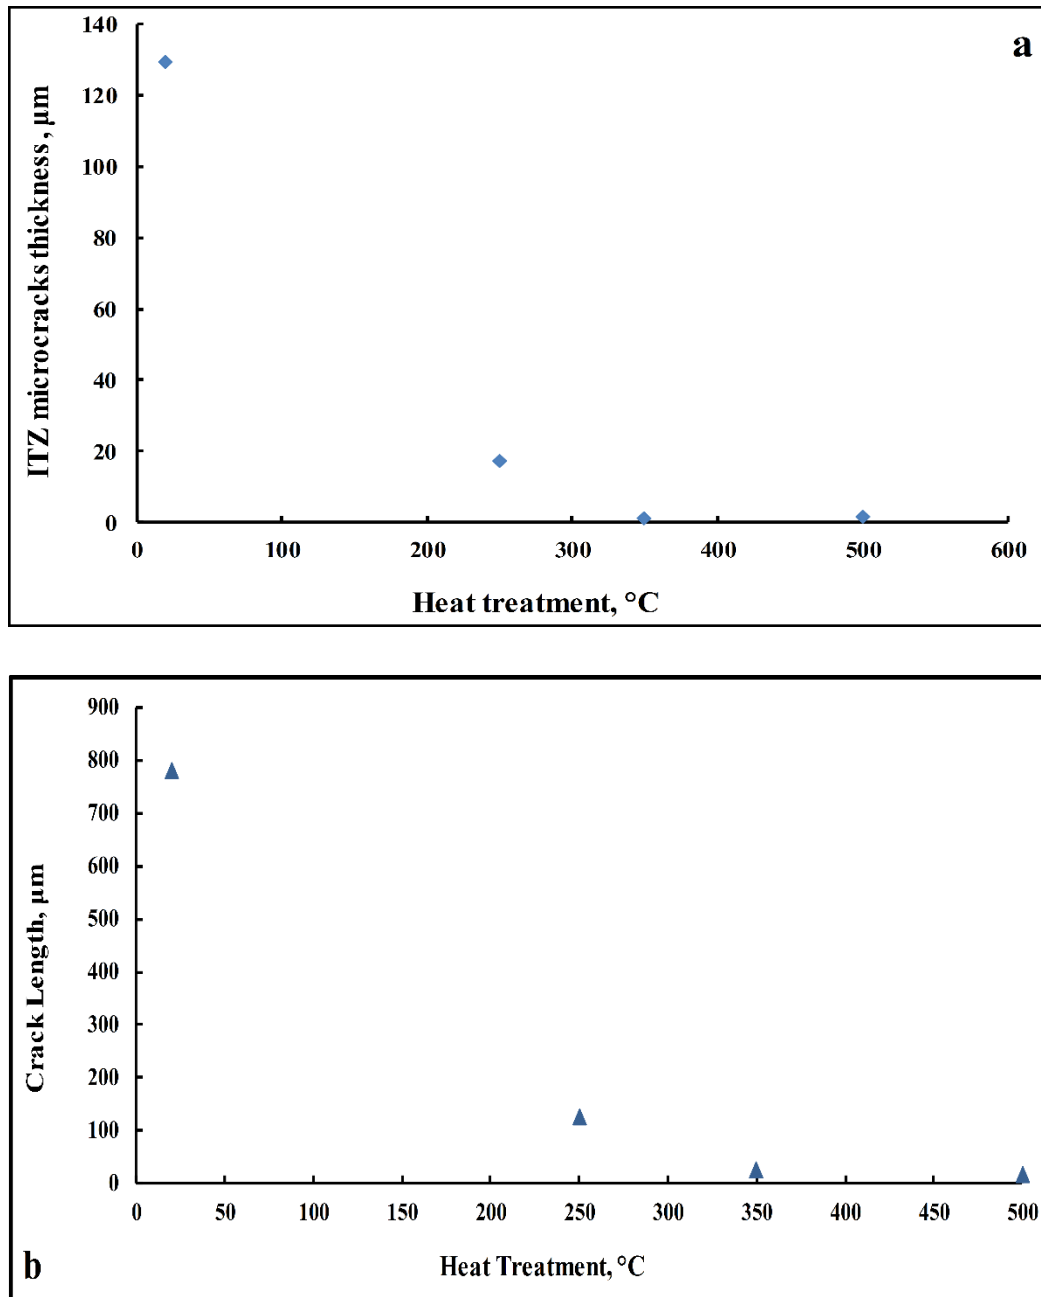 a
140
120
100
80
60
40
20
0
ITZ microcracks thickness , µm
0 100 200 300 400 500 600
Heat treatment, °C
900
800
700
600
500
400
300
200
100
0
Crack Length, µm
0 50 100 150 200 250 300 350 400 450 500
Heat Treatment, °C
b